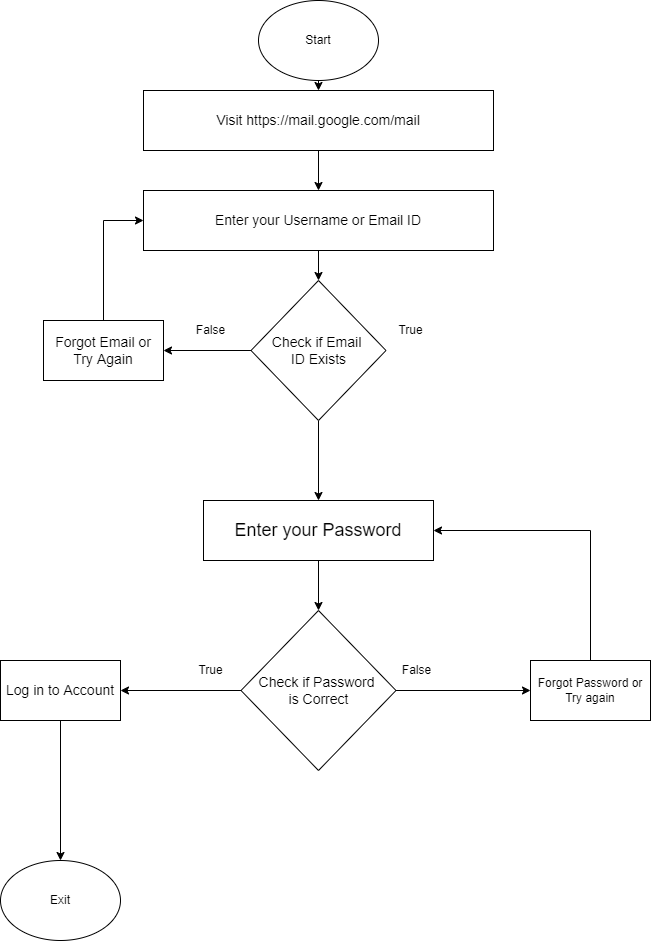 Start
Visit https://mail.google.com/mail
Enter your Username or Email ID
False
True
Forgot Email or
Try Again
Check if Email
ID Exists
Enter your Password
True
False
Log in to Account
Check if Password
is Correct
Forgot Password or
Try again
Exit